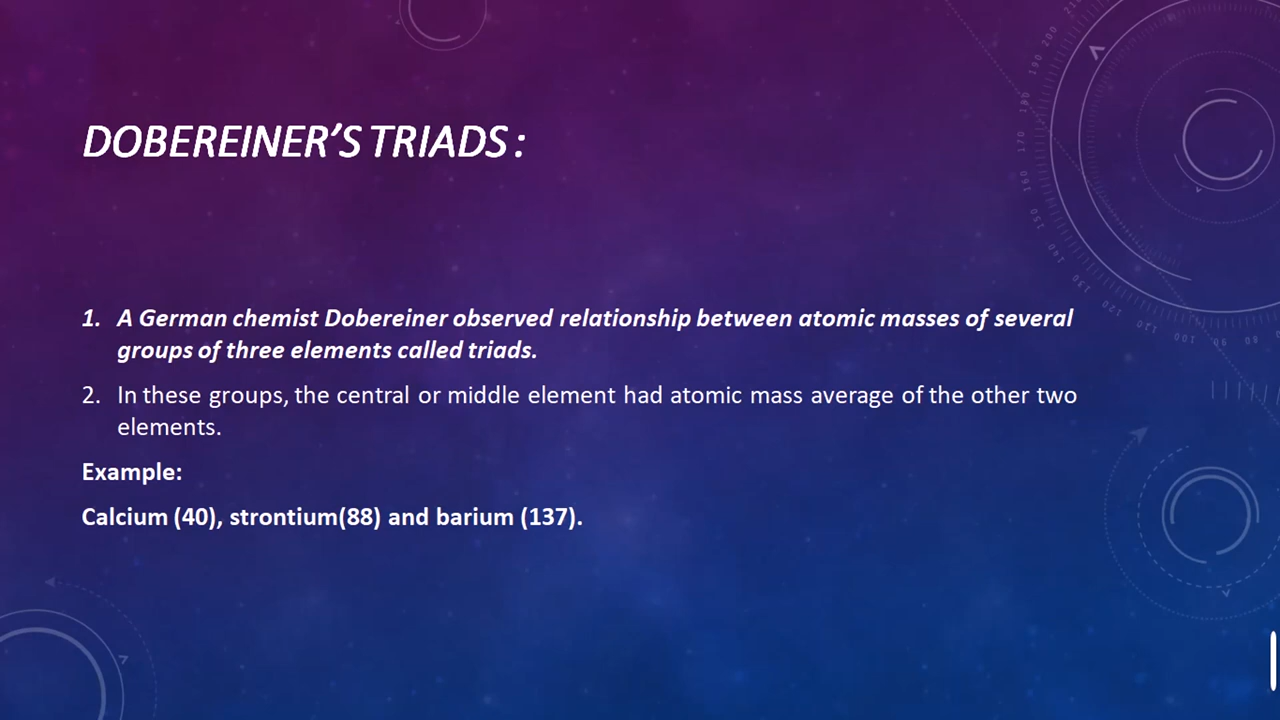 DOBEREINER’S TRIADS :
1. A German chemist Dobereiner observed relationship between atomic masses of several
groups of three elements called triads.
2. In these groups, the central or middle element had atomic mass average of the other two
elements.
Example:
Calcium (40), strontium(88) and barium (137).